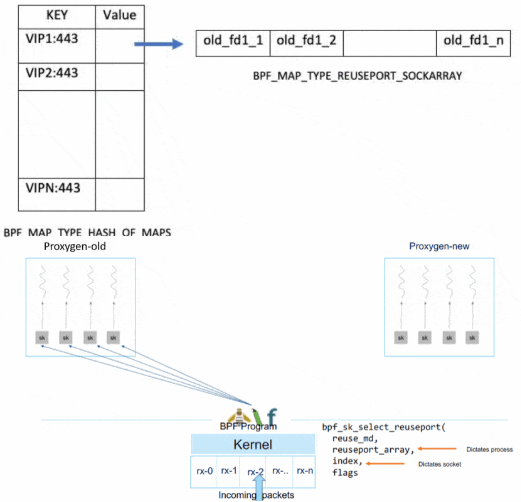 KEY Value
VIP1:443
old_fd1_1 old_fd1_2 old_fd1_n
VIP2:443
BPF_MAP_TYPE_REUSEPORT_SOCKARRAY
VIPN:443
BPF_MAP_TYPE_HASH_OF_MAPS
Proxygen-old Proxygen-new
sk sk sk sk sk sk sk sk
BPF Program
bpf_sk_select_reuseport(
Kernel
reuse_md,
reuseport_array, Dictates process
index, Dictates socket
flags
rx-0 rx-1 rx-2 rx-.. rx-n
Incoming packets